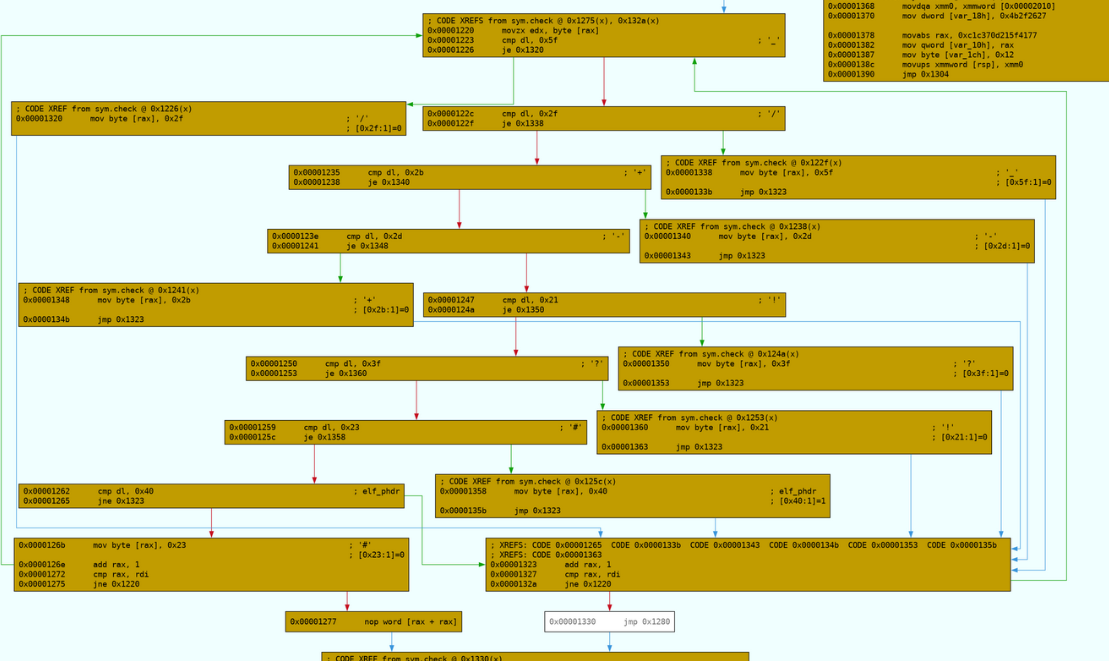 0x00001368 movdqa xmm0, xmmword [0x00002010]
0x00001370 mov dword [var_18h], 0x4b2f2627
0x00001378 movabs rax, 0xc1c370d215f4177
0x00001382 mov qword [var_10h], rax
0x00001387 mov byte [var_1ch], 0x12
0x0000138c movups xmmword [rsp], xmm0
0x00001390 jmp 0x1304
; CODE XREFS from sym.check @ 0x1275(x), 0x132a(x)
0x00001220 movzx edx, byte [rax]
0x00001223 cmp dl, 0x5f ; '_'
0x00001226 je 0x1320
; CODE XREF from sym.check @ 0x1226(x)
0x00001320 mov byte [rax], 0x2f ; '/'
; [0x2f:1]=0
0x0000122c cmp dl, 0x2f ; '/'
0x0000122f je 0x1338
; CODE XREF from sym.check @ 0x122f(x)
0x00001338 mov byte [rax], 0x5f ; '_'
; [0x5f:1]=0
0x0000133b jmp 0x1323
0x00001235 cmp dl, 0x2b ; '+'
0x00001238 je 0x1340
; CODE XREF from sym.check @ 0x1238(x)
0x00001340 mov byte [rax], 0x2d ; '-'
; [0x2d:1]=0
0x00001343 jmp 0x1323
0x0000123e cmp dl, 0x2d ; '-'
0x00001241 je 0x1348
; CODE XREF from sym.check @ 0x1241(x)
0x00001348 mov byte [rax], 0x2b ; '+'
; [0x2b:1]=0
0x0000134b jmp 0x1323
0x00001247 cmp dl, 0x21 ; '!'
0x0000124a je 0x1350
; CODE XREF from sym.check @ 0x124a(x)
0x00001350 mov byte [rax], 0x3f ; '?'
; [0x3f:1]=0
0x00001353 jmp 0x1323
0x00001250 cmp dl, 0x3f ; '?'
0x00001253 je 0x1360
; CODE XREF from sym.check @ 0x1253(x)
0x00001360 mov byte [rax], 0x21 ; '!'
; [0x21:1]=0
0x00001363 jmp 0x1323
0x00001259 cmp dl, 0x23 ; '#'
0x0000125c je 0x1358
; CODE XREF from sym.check @ 0x125c(x)
0x00001358 mov byte [rax], 0x40 ; elf_phdr
; [0x40:1]=1
0x0000135b jmp 0x1323
0x00001262 cmp dl, 0x40 ; elf_phdr
0x00001265 jne 0x1323
0x0000126b mov byte [rax], 0x23 ; '#'
; [0x23:1]=0
0x0000126e add rax, 1
0x00001272 cmp rax, rdi
0x00001275 jne 0x1220
; XREFS: CODE 0x00001265 CODE 0x0000133b CODE 0x00001343 CODE 0x0000134b CODE 0x00001353 CODE 0x0000135b
; XREFS: CODE 0x00001363
0x00001323 add rax, 1
0x00001327 cmp rax, rdi
0x0000132a jne 0x1220
0x00001277 nop word [rax + rax]
0x00001330 jmp 0x1280
; CODE XREF from sym.check @ 0x1330(x)